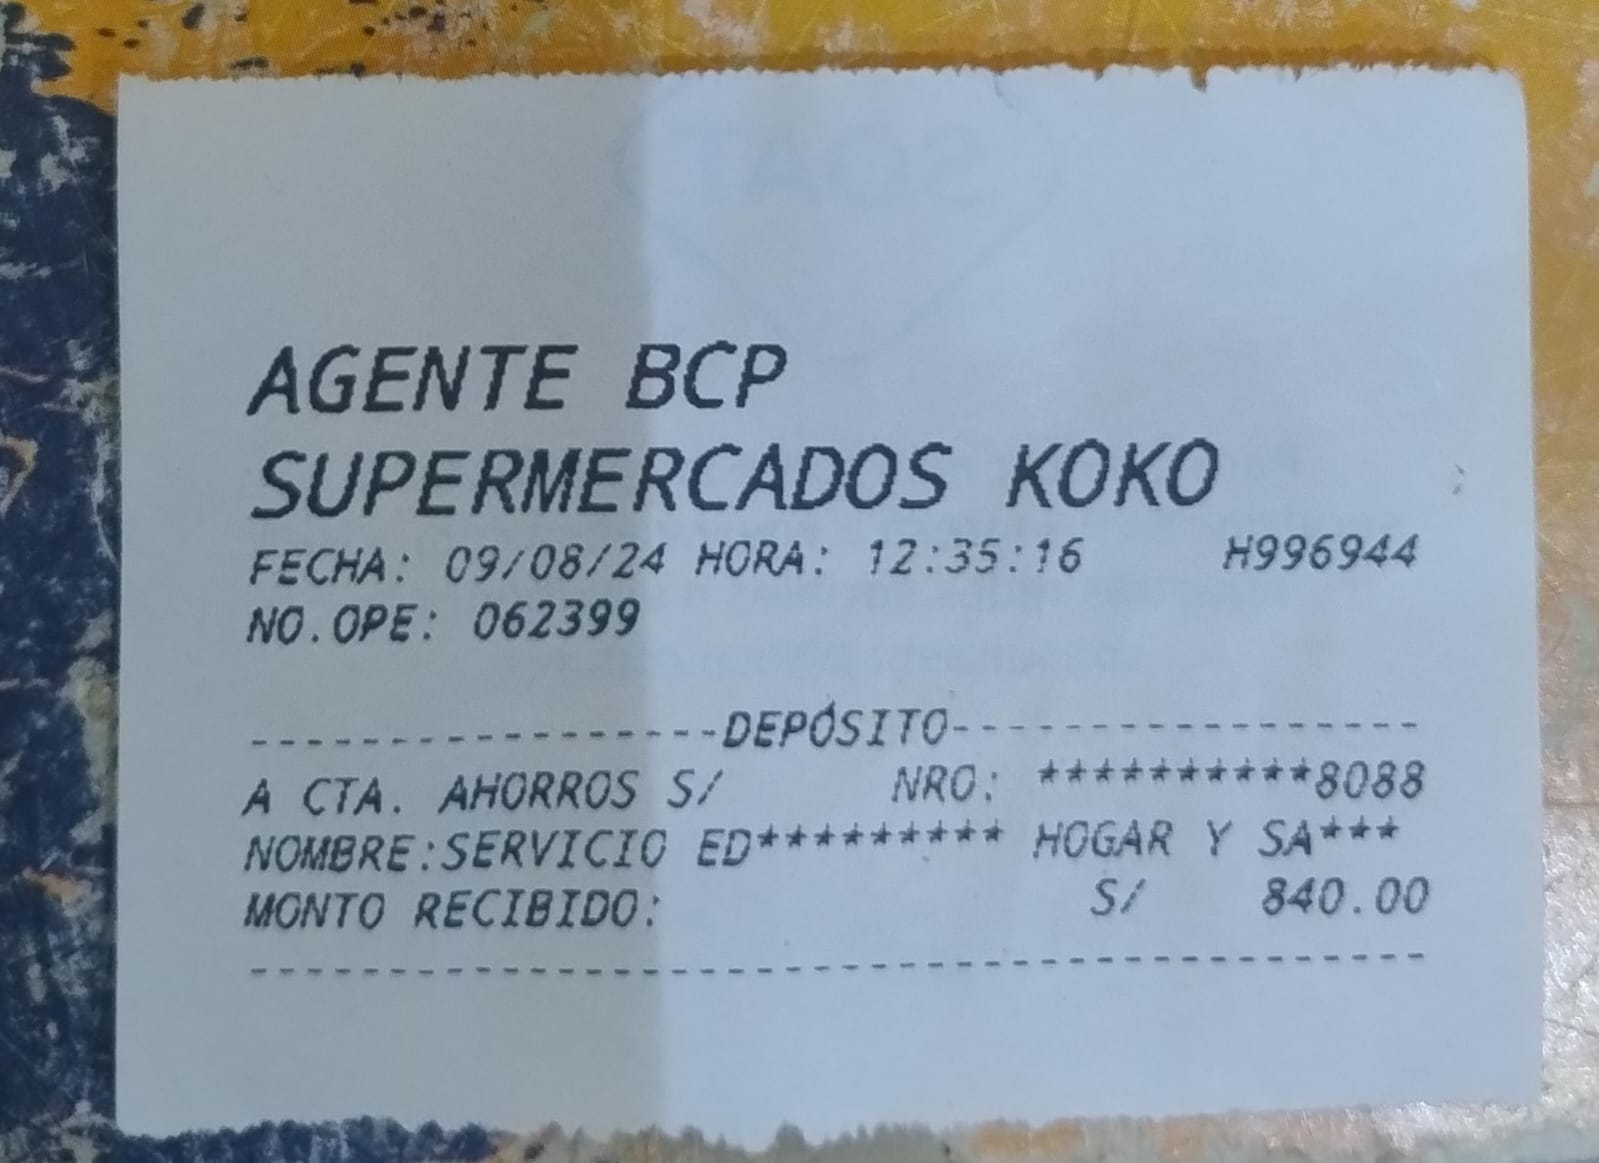 AGENTE BCP
SUPERMERCADOS KOKO
FECHA: 09/08/24 HORA: 12:35:16 H996944
NO.OPE: 062399
-----------------DEPÓSITO-----------------
A CTA. AHORROS S/ NRO: **********8088
NOMBRE:SERVICIO ED********* HOGAR Y SA***
MONTO RECIBIDO: S/ 840.00
------------------------------------------